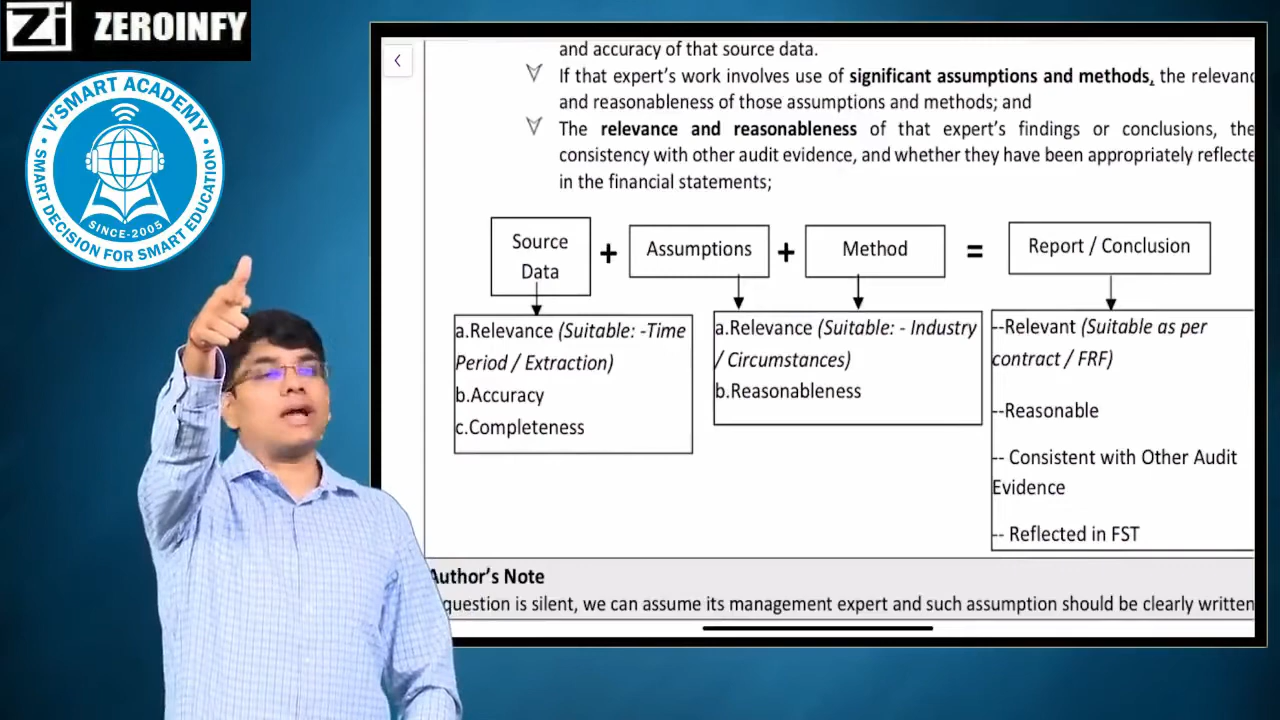 Zi ZEROINFY
V'SMART ACADEMY
SINCE-2005
SMART DECISION FOR SMART EDUCATION
and accuracy of that source data.
If that expert's work involves use of significant assumptions and methods, the
and reasonableness of those assumptions and methods; and
The relevance and reasonableness of that expert's findings or conclusions,
consistency with other audit evidence, and whether they have been appropriately
in the financial statements;
Source
Data
+
Assumptions
+
Method
=
Report / Conclusion
a.Relevance (Suitable: -Time
Period / Extraction)
b.Accuracy
c.Completeness
a.Relevance (Suitable: - Industry
/ Circumstances)
b.Reasonableness
--Relevant (Suitable as per
contract / FRF)
--Reasonable
-- Consistent with Other Audit
Evidence
-- Reflected in FST
Author's Note
question is silent, we can assume its management expert and such assumption should be clearly written